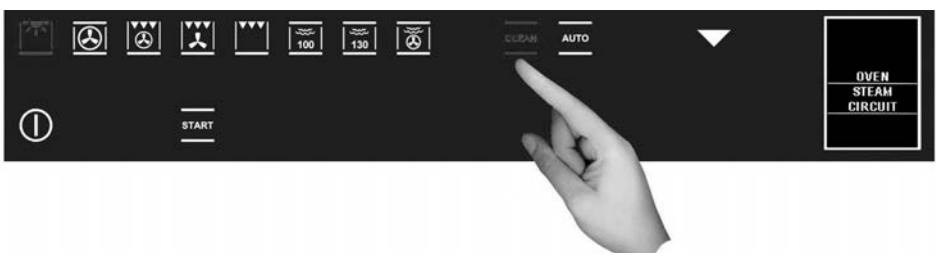 100
130
CLEAN
AUTO
OVEN
STEAM
CIRCUIT
START